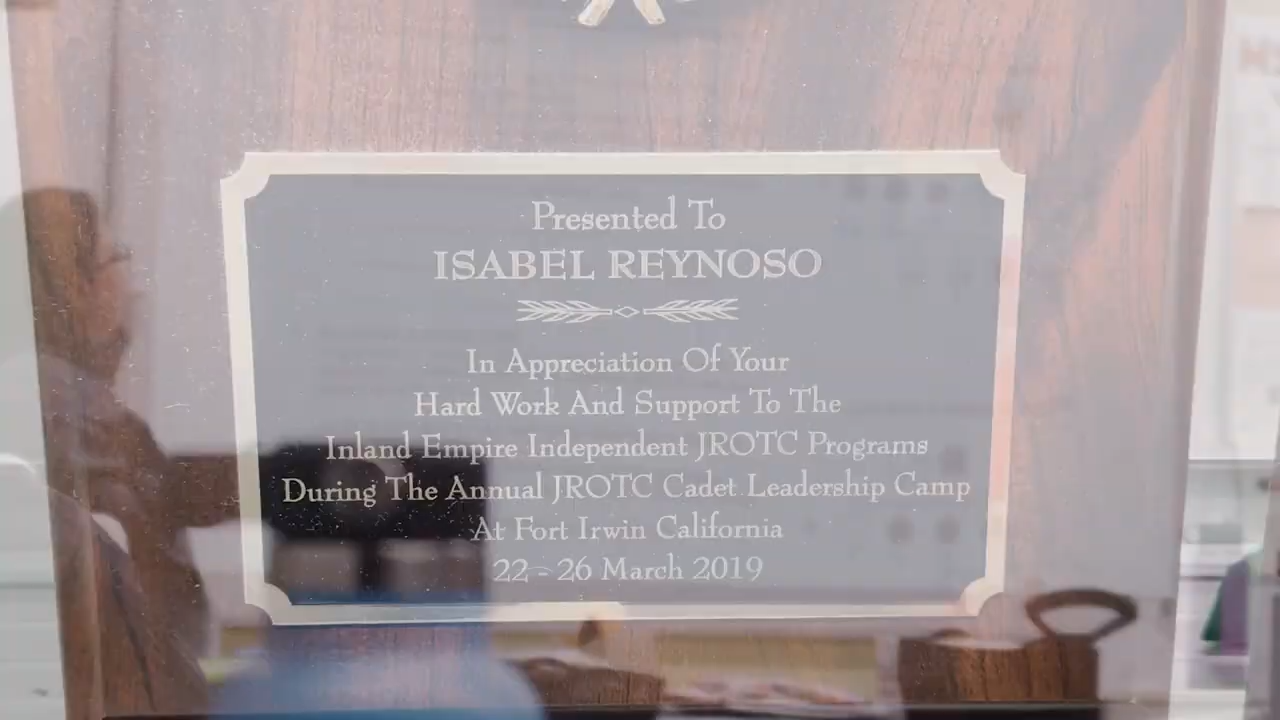 Presented To
ISABEL REYNOSO
In Appreciation Of Your
Hard Work And Support To The
Inland Empire Independent JROTC Programs
During The Annual JROTC Cadet Leadership Camp
At Fort Irwin California
22 - 26 March 2019